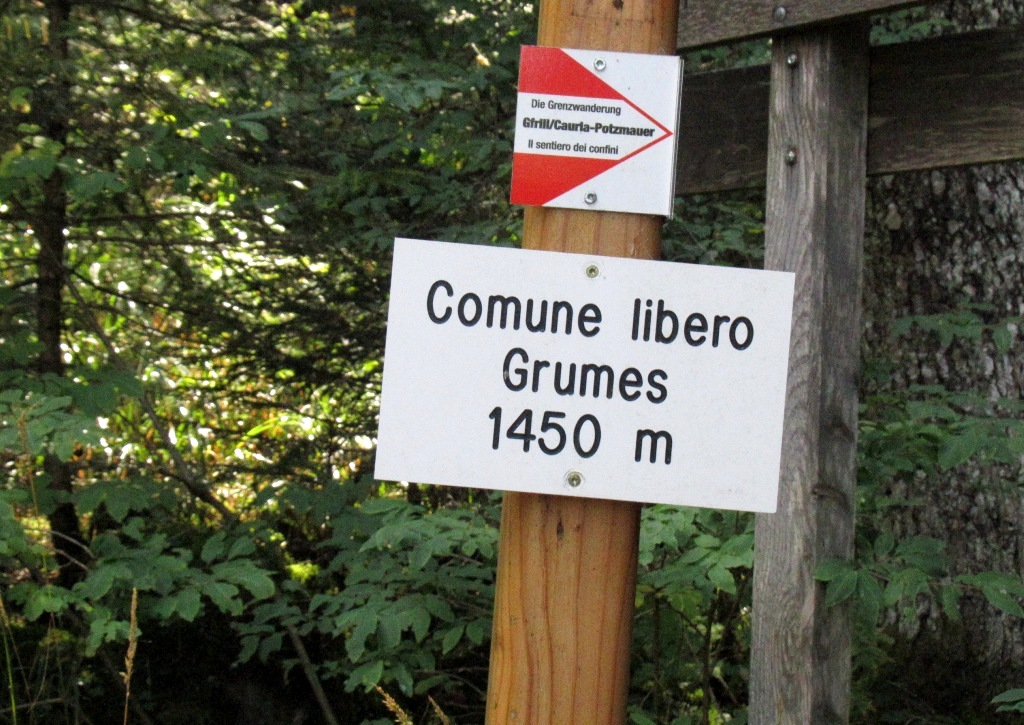 Die Grenzwanderung
Gfrill/Cauria-Potzmauer
Il sentiero dei confini
Comune libero
Grumes
1450 m